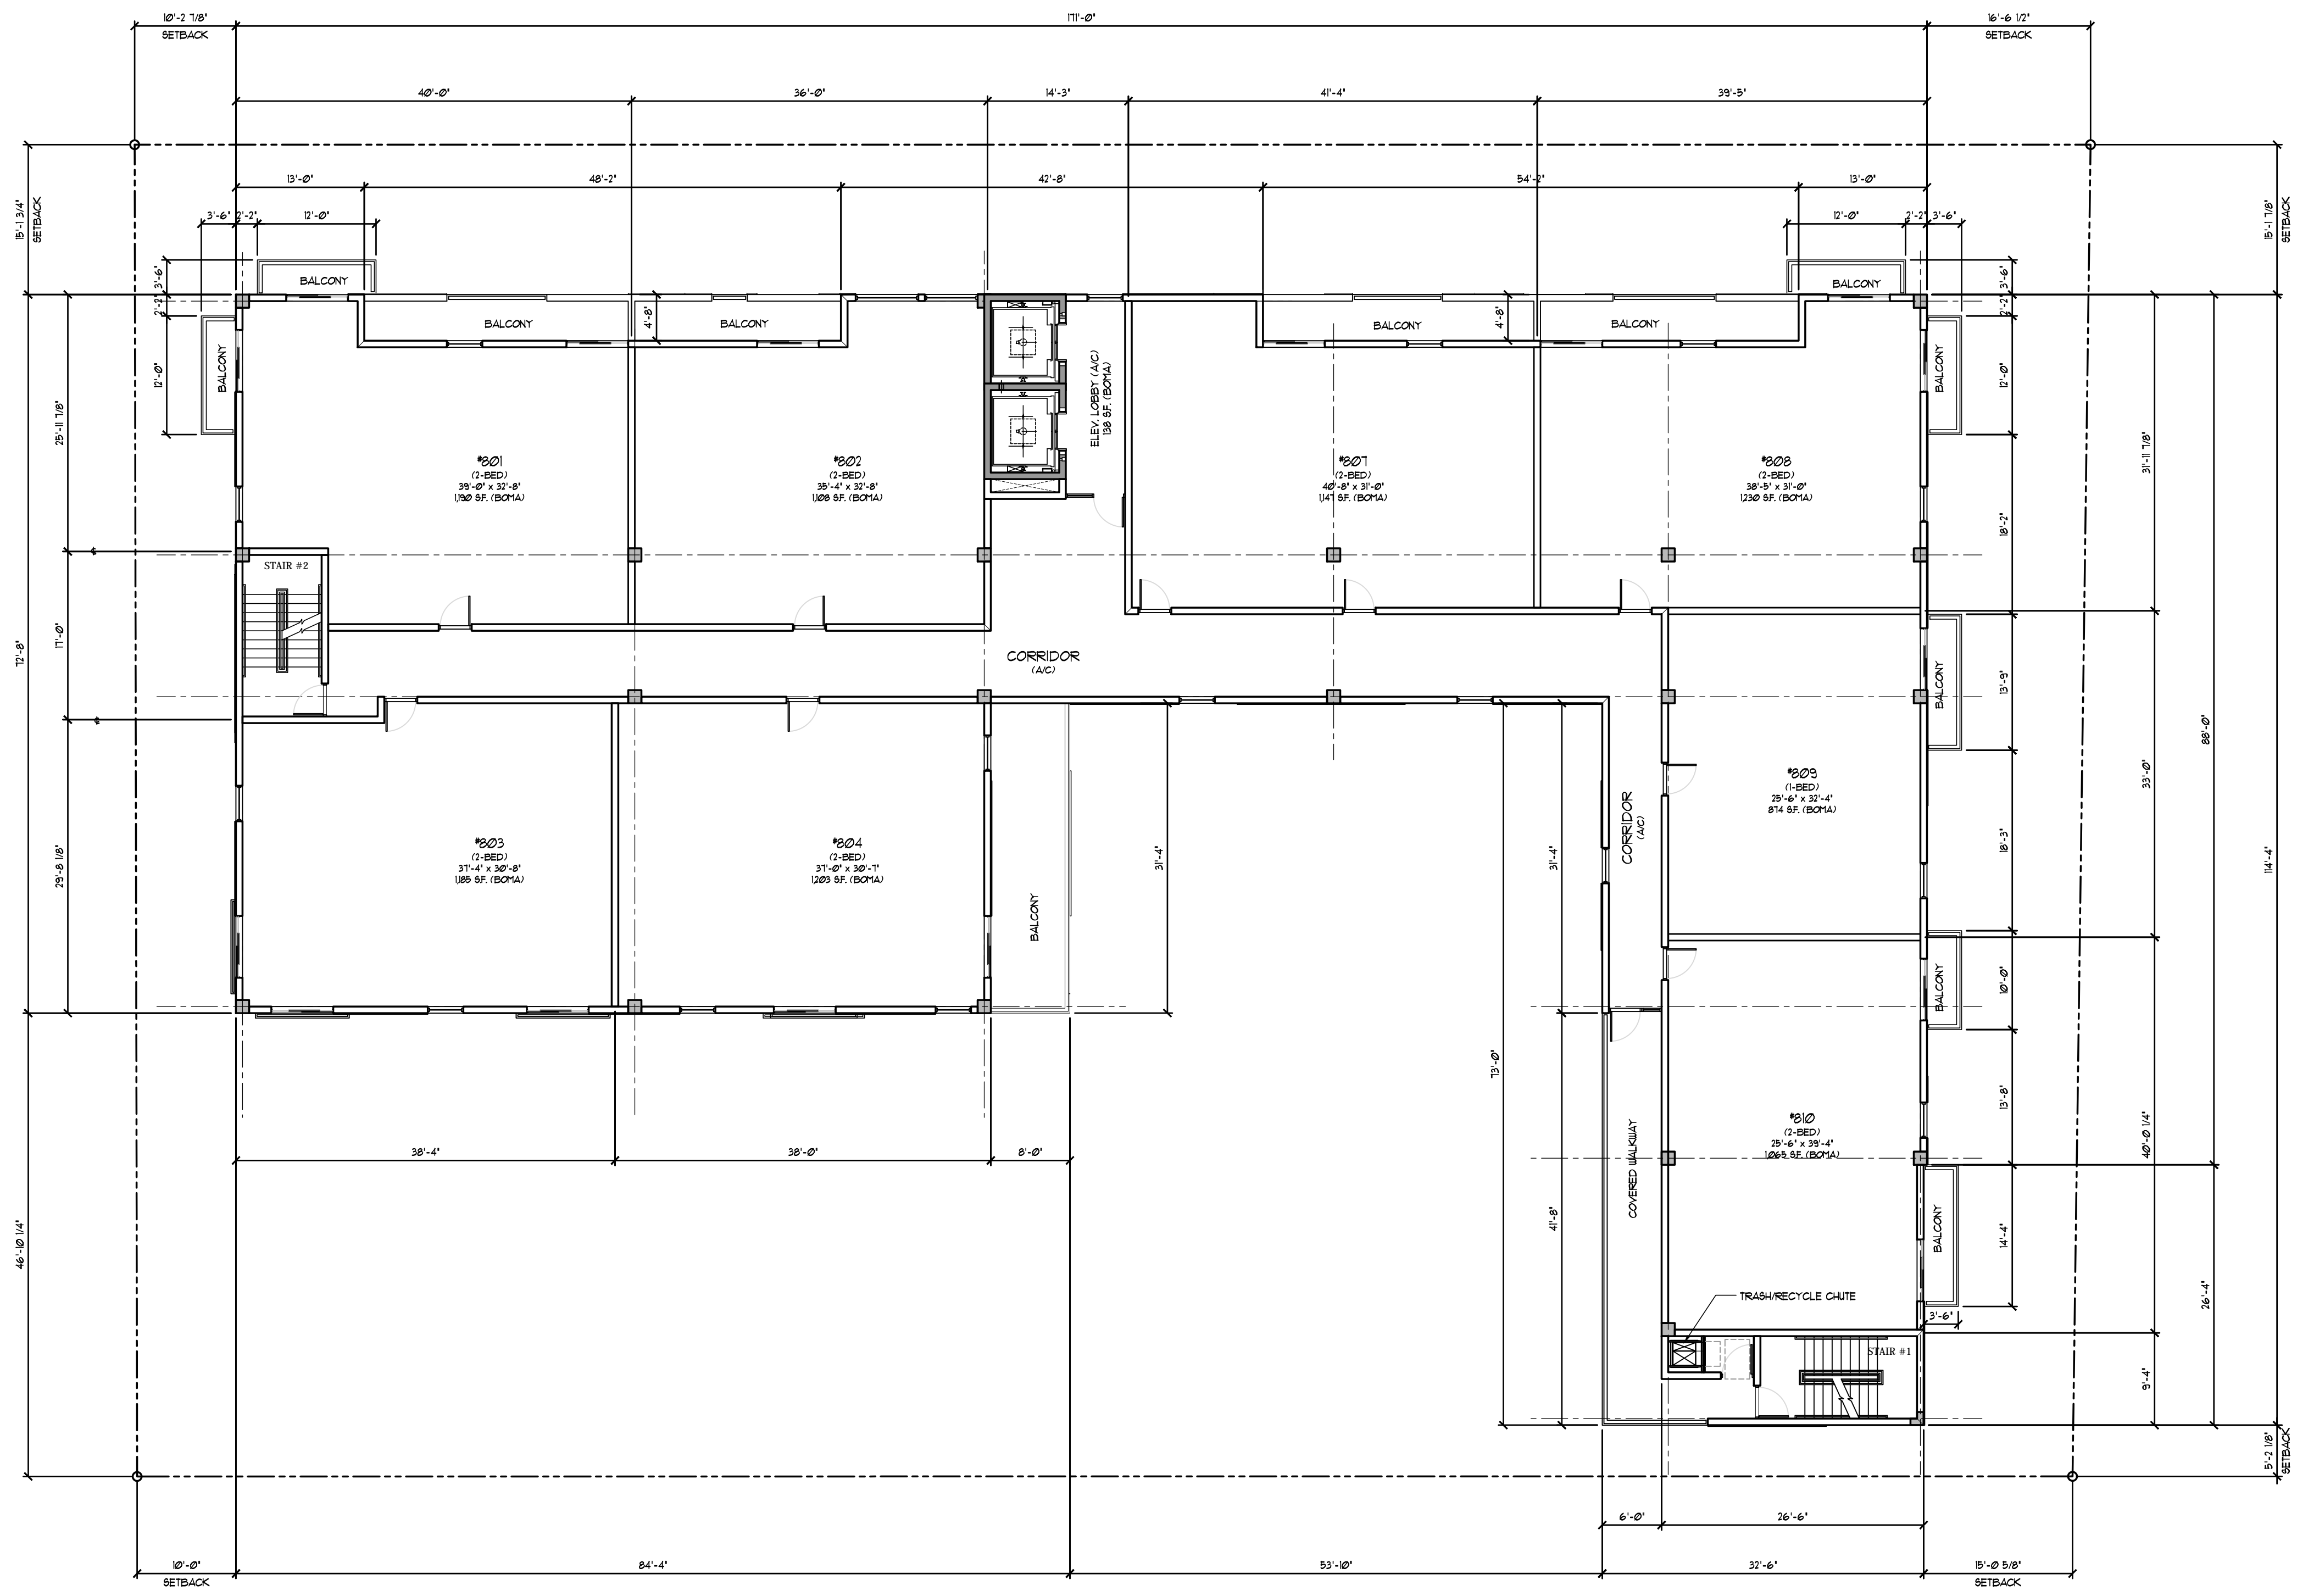 10'-2 7/8"
SETBACK
171'-0"
16'-6 1/2"
SETBACK
40'-0"
36'-0"
14'-3"
41'-4"
39'-5"
13'-0"
48'-2"
42'-8"
54'-2"
13'-0"
3'-6"
2'-2"
12'-0"
12'-0"
2'-2"
3'-6"
15'-1 3/4"
SETBACK
15'-1 7/8"
SETBACK
3'-6"
2'-2"
12'-0"
BALCONY
BALCONY
BALCONY
4'-8"
BALCONY
BALCONY
4'-8"
BALCONY
BALCONY
BALCONY
3'-6"
2'-2"
12'-0"
ELEV. LOBBY (A/C)
138 S.F. (BOMA)
25'-11 7/8"
31'-11 7/8"
#801
(2-BED)
39'-0" x 32'-8"
1,190 S.F. (BOMA)
#802
(2-BED)
35'-4" x 32'-8"
1,108 S.F. (BOMA)
#807
(2-BED)
40'-8" x 31'-0"
1,147 S.F. (BOMA)
#808
(2-BED)
38'-5" x 31'-0"
1,230 S.F. (BOMA)
18'-2"
STAIR #2
17'-0"
72'-8"
CORRIDOR
(A/C)
BALCONY
13'-9"
88'-0"
33'-0"
#809
(1-BED)
25'-6" x 32'-4"
874 S.F. (BOMA)
CORRIDOR
(A/C)
18'-3"
29'-8 1/8"
#803
(2-BED)
37'-4" x 30'-8"
1,185 S.F. (BOMA)
#804
(2-BED)
37'-0" x 30'-7"
1,203 S.F. (BOMA)
BALCONY
31'-4"
31'-4"
114'-4"
BALCONY
10'-0"
73'-0"
13'-8"
#810
(2-BED)
25'-6" x 39'-4"
1,065 S.F. (BOMA)
40'-0 1/4"
38'-4"
38'-0"
8'-0"
COVERED WALKWAY
41'-8"
46'-10 1/4"
BALCONY
14'-4"
26'-4"
TRASH/RECYCLE CHUTE
3'-6"
STAIR #1
9'-4"
5'-2 1/8"
SETBACK
6'-0"
26'-6"
10'-0"
SETBACK
84'-4"
53'-10"
32'-6"
15'-0 5/8"
SETBACK